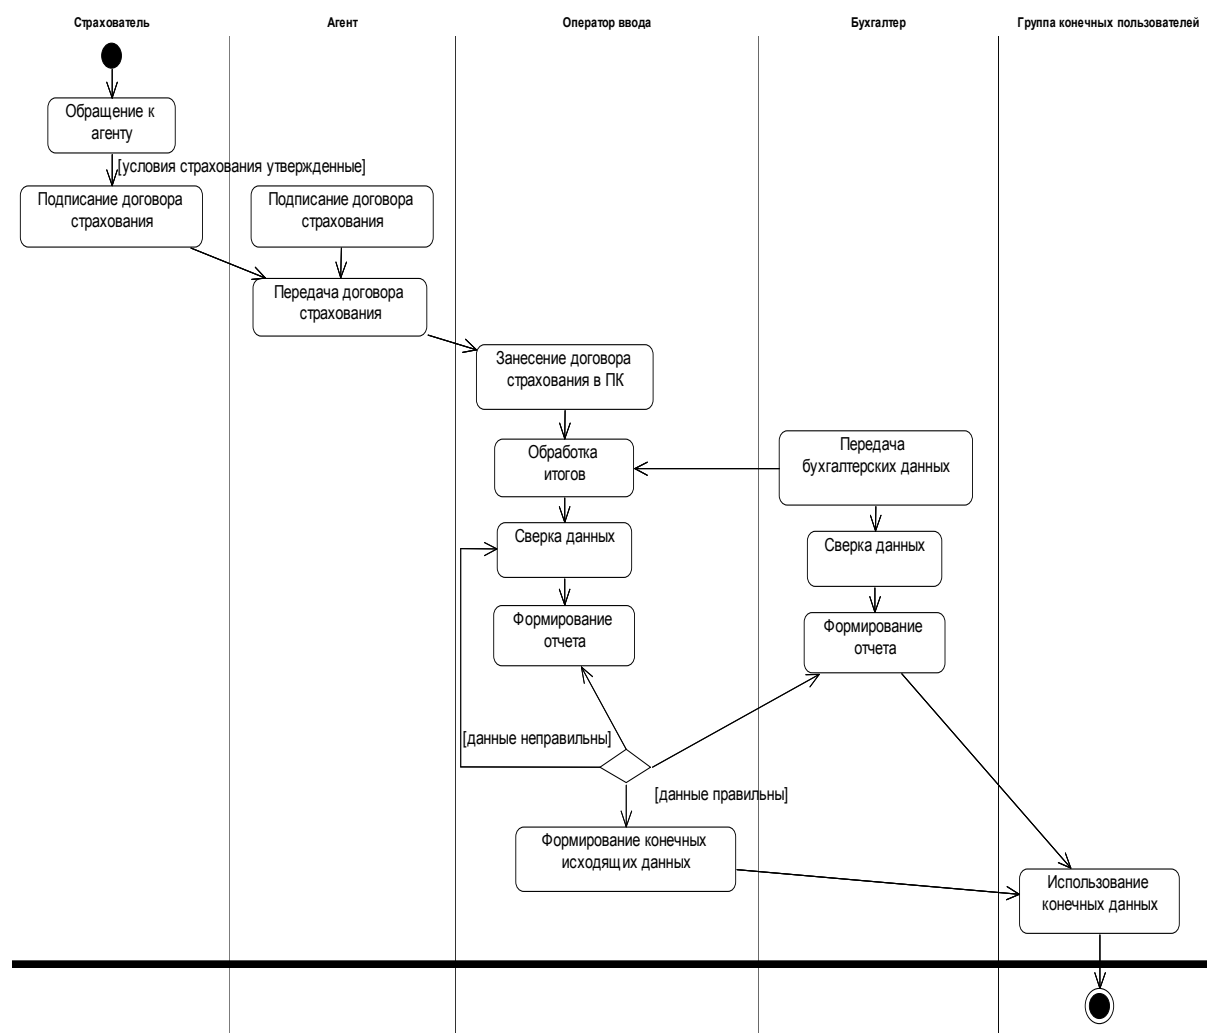 Страхователь
Агент
Оператор ввода
Бухгалтер
Группа конечных пользователей
Обращение к
агенту
[условия страхования утвержденные]
Подписание договора
страхования
Подписание договора
страхования
Передача договора
страхования
Занесение договора
страхования в ПК
Обработка
итогов
Передача
бухгалтерских данных
Сверка данных
Сверка данных
Формирование
отчета
Формирование
отчета
[данные неправильны]
[данные правильны]
Формирование конечных
исходящих данных
Использование
конечных данных